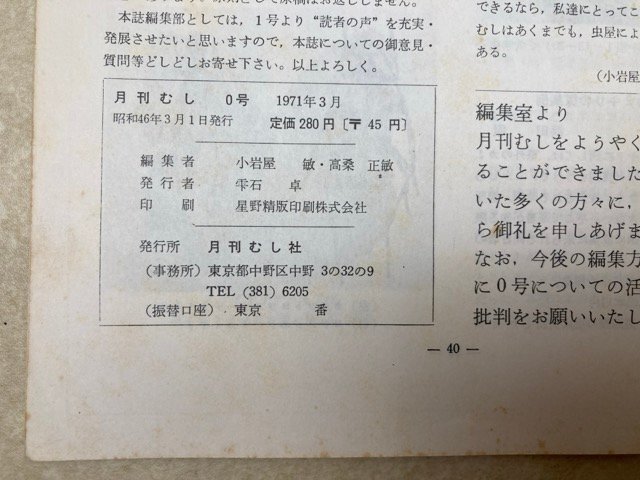 本誌編集部としては，1号より“読者の声”を充実・
発展させたいと思いますので，本誌についての御意見・
質問等どしどしお寄せ下さい。以上よろしく。
月刊むし 0号 1971年3月
昭和46年3月1日発行 定価 280円〔〒 45 円〕
編集者 小岩屋 敏・高桑 正敏
発行者 雫石 卓
印刷 星野精版印刷株式会社
発行所 月刊むし社
（事務所）東京都中野区中野 3の32の9
TEL (381) 6205
（振替口座）・東京 番
できるなら，私達にとってこ
むしはあくまでも，虫屋によ
ある。
（小岩屋
編集室より
月刊むしをようやく
ることができました
いた多くの方々に，
ら御礼を申しあげま
なお，今後の編集方
に0号についての活
批判をお願いいたし
— 40 —